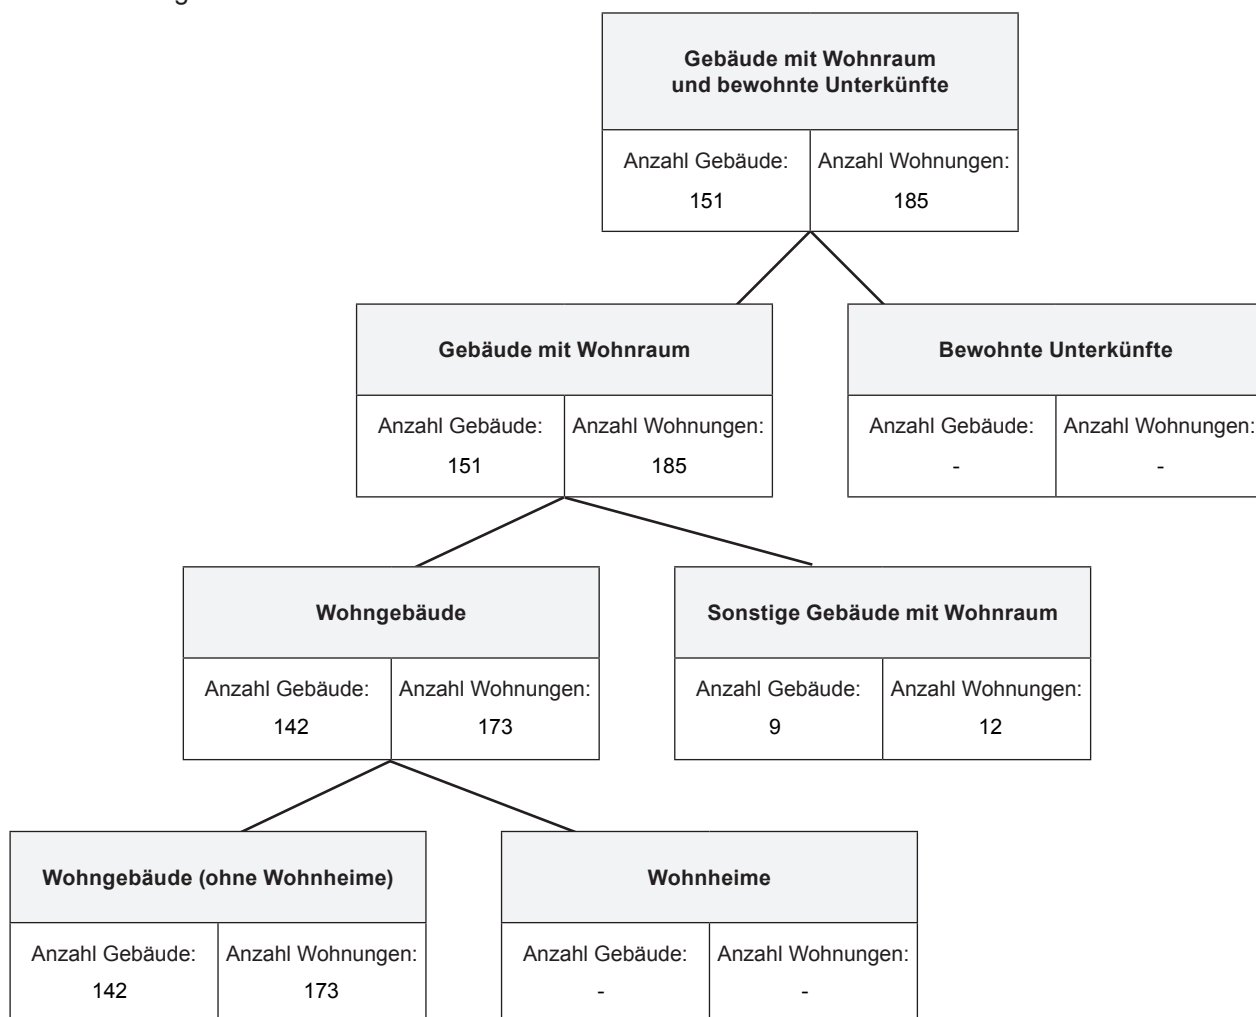 Gebäude mit Wohnraum
und bewohnte Unterkünfte
Anzahl Gebäude:
151
Anzahl Wohnungen:
185
Gebäude mit Wohnraum
Anzahl Gebäude:
151
Anzahl Wohnungen:
185
Bewohnte Unterkünfte
Anzahl Gebäude:
-
Anzahl Wohnungen:
-
Wohngebäude
Anzahl Gebäude:
142
Anzahl Wohnungen:
173
Sonstige Gebäude mit Wohnraum
Anzahl Gebäude:
9
Anzahl Wohnungen:
12
Wohngebäude (ohne Wohnheime)
Anzahl Gebäude:
142
Anzahl Wohnungen:
173
Wohnheime
Anzahl Gebäude:
-
Anzahl Wohnungen:
-